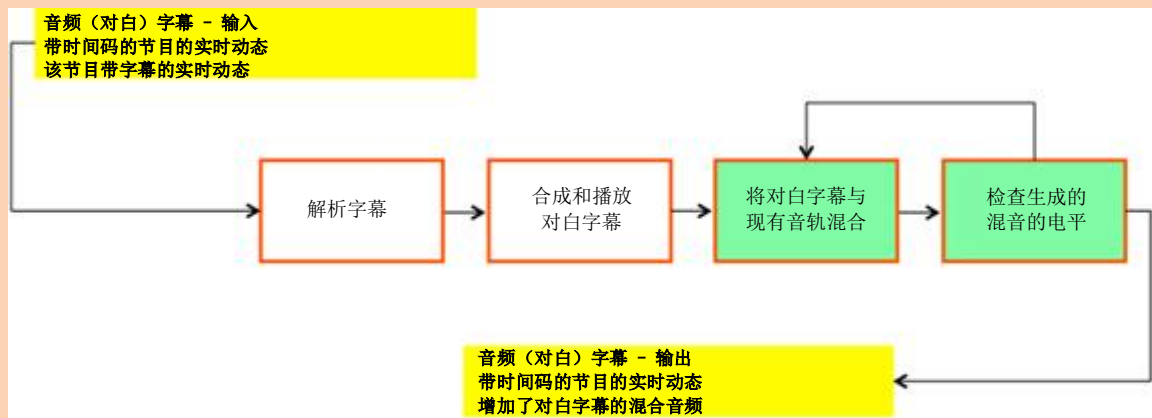 音频（对白）字幕 - 输入
带时间码的节目的实时动态
该节目带字幕的实时动态
解析字幕
合成和播放
对白字幕
将对白字幕与
现有音轨混合
检查生成的
混音的电平
音频（对白）字幕 - 输出
带时间码的节目的实时动态
增加了对白字幕的混合音频